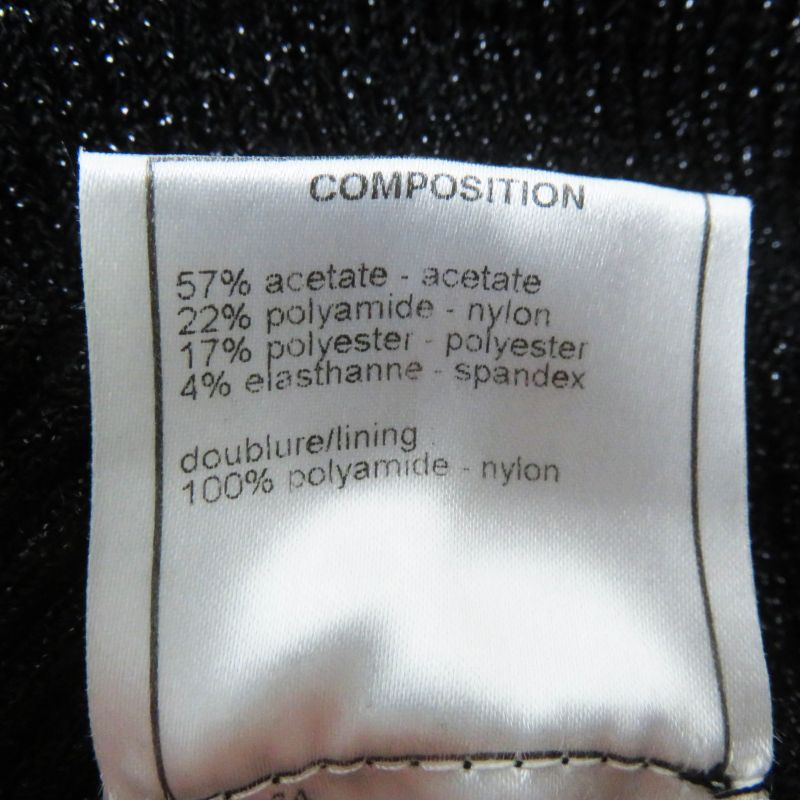 COMPOSITION
57% acetate - acetate
22% polyamide - nylon
17% polyester - polyester
4% elasthanne - spandex
doublure/lining
100% polyamide - nylon